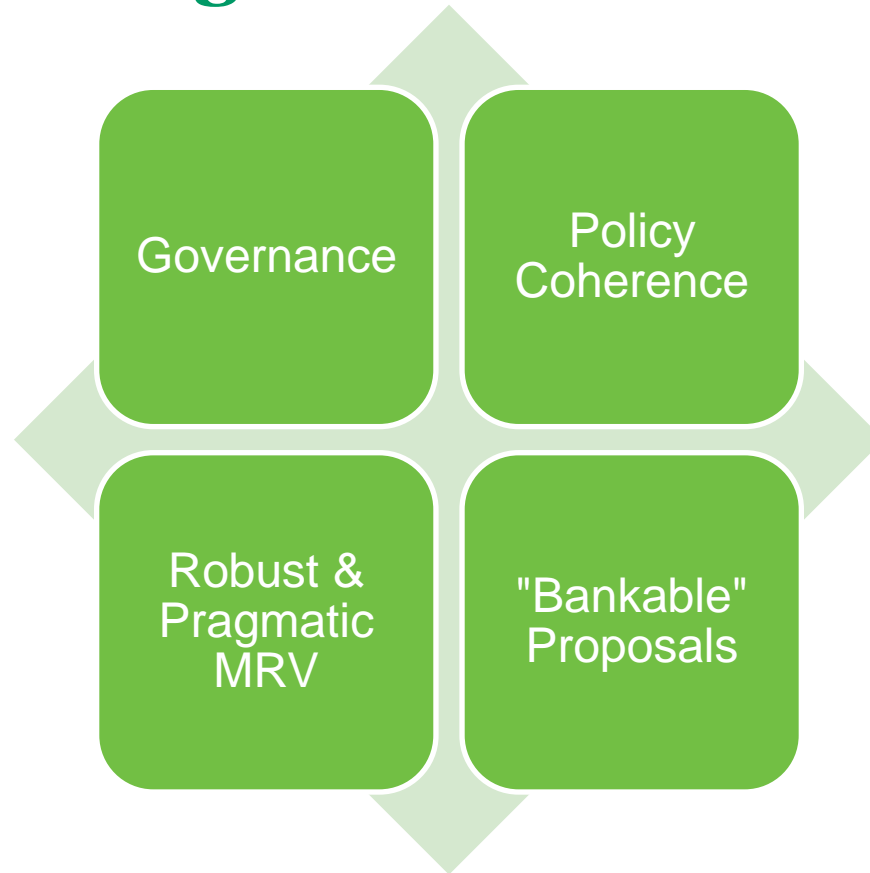 Governance
Policy
Coherence
Robust &
Pragmatic
MRV
"Bankable"
Proposals